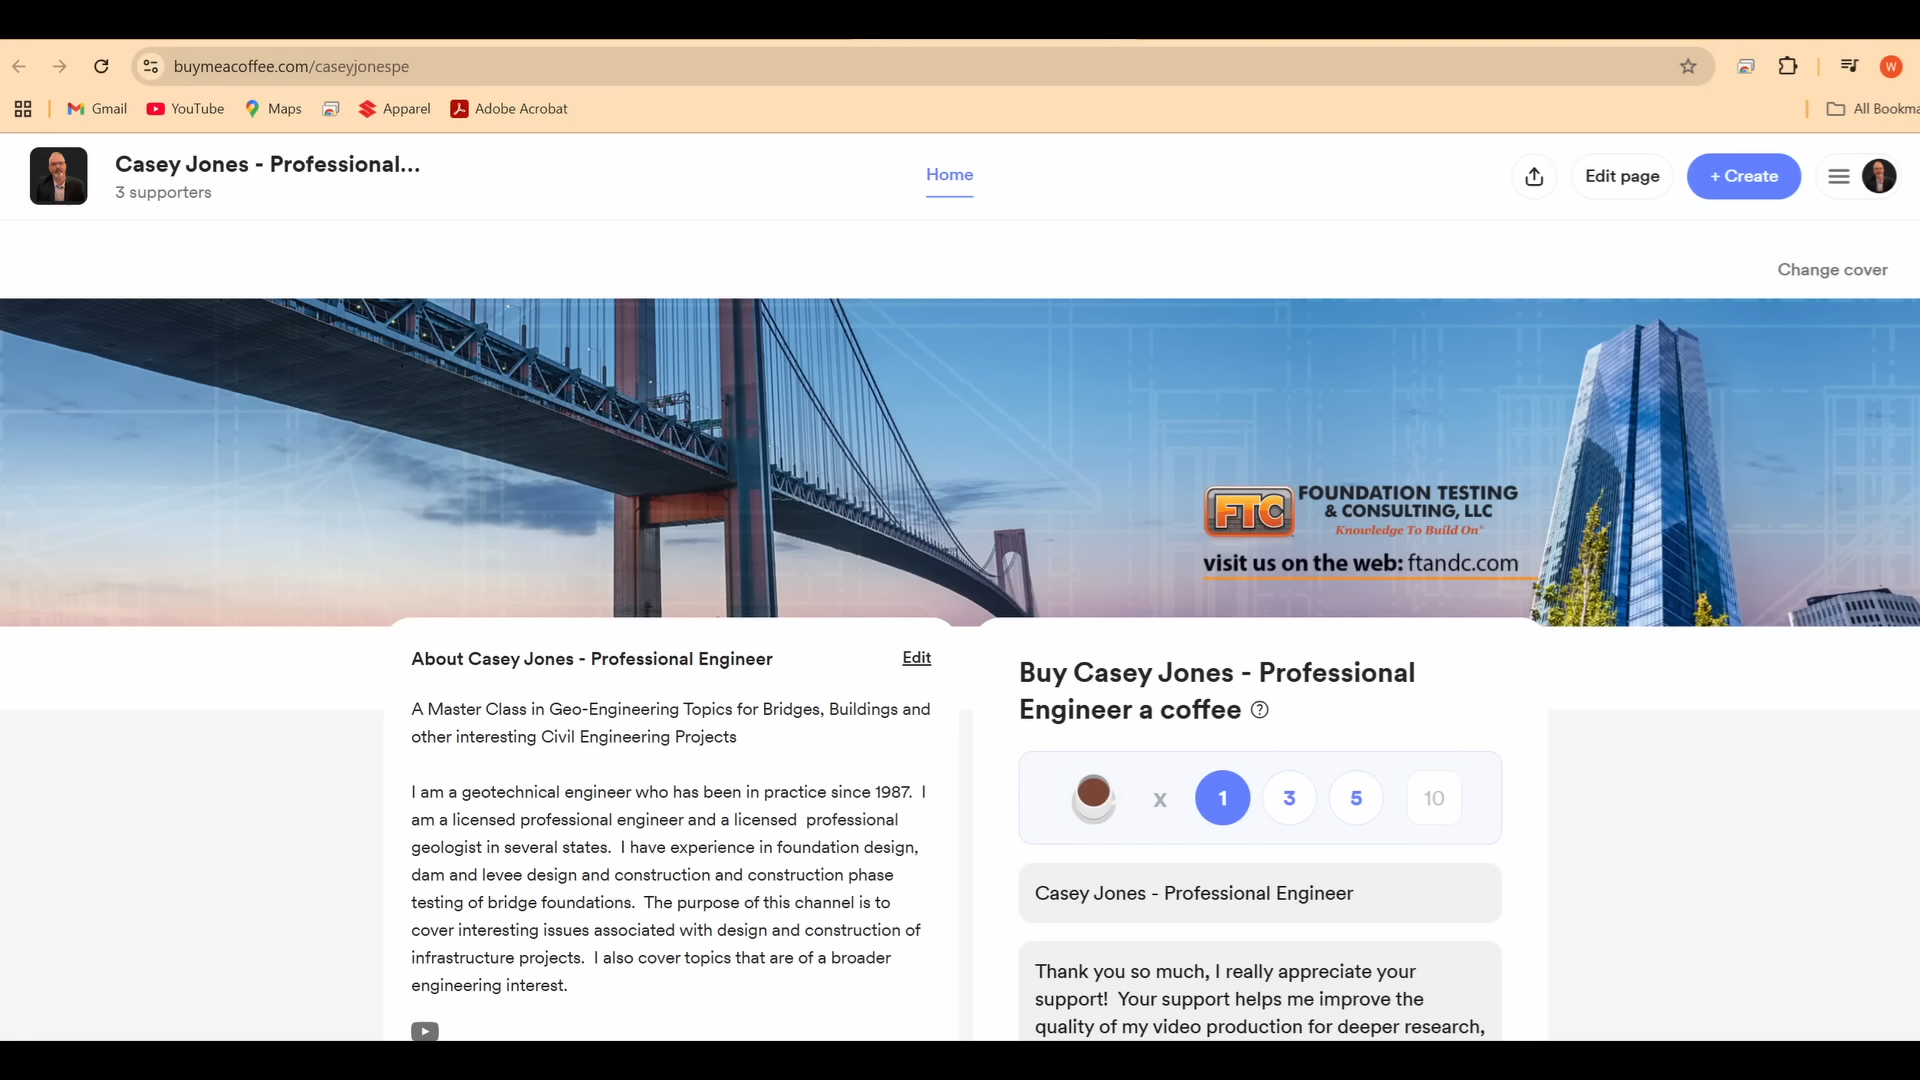 buymeacoffee.com/caseyjonespe
W
Gmail
YouTube
Maps
Apparel
Adobe Acrobat
All Bookma
Casey Jones - Professional...
3 supporters
Home
Edit page
+ Create
Change cover
FTC
FOUNDATION TESTING
& CONSULTING, LLC
Knowledge To Build On®
visit us on the web: ftandc.com
About Casey Jones - Professional Engineer
Edit
A Master Class in Geo-Engineering Topics for Bridges, Buildings and
other interesting Civil Engineering Projects
I am a geotechnical engineer who has been in practice since 1987.  I
am a licensed professional engineer and a licensed  professional
geologist in several states.  I have experience in foundation design,
dam and levee design and construction and construction phase
testing of bridge foundations.  The purpose of this channel is to
cover interesting issues associated with design and construction of
infrastructure projects.  I also cover topics that are of a broader
engineering interest.
Buy Casey Jones - Professional
Engineer a coffee ?
x 1 3 5 10
Casey Jones - Professional Engineer
Thank you so much, I really appreciate your
support!  Your support helps me improve the
quality of my video production for deeper research,